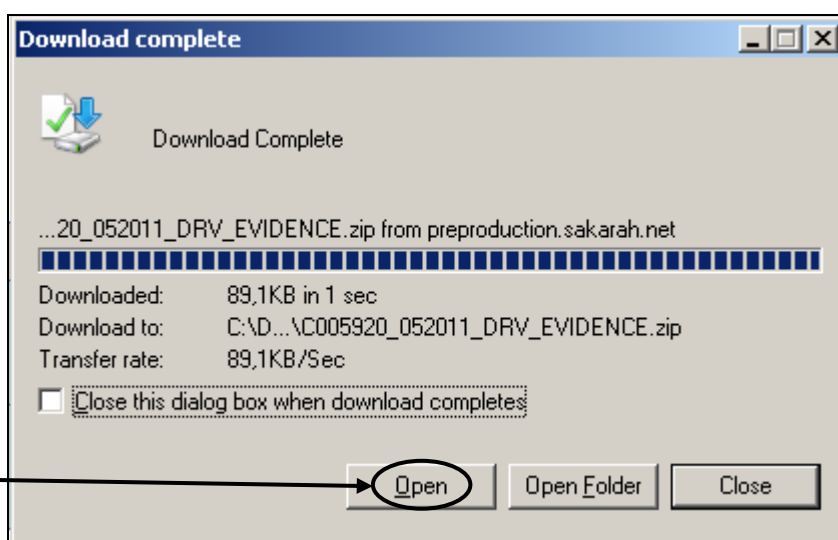 Download complete
Download Complete
...20_052011_DRV_EVIDENCE.zip from preproduction.sakarah.net
Downloaded: 89,1KB in 1 sec
Download to: C:\D...\C005920_052011_DRV_EVIDENCE.zip
Transfer rate: 89,1KB/Sec
Close this dialog box when download completes
Open Open Folder Close